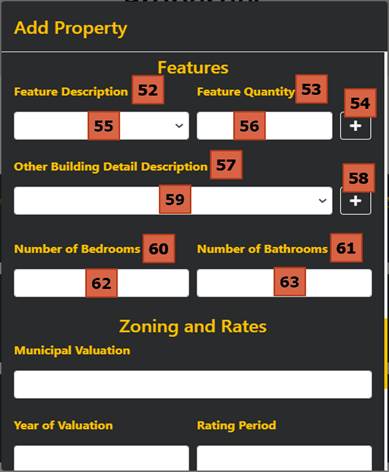 Add Property
Features
Feature Description 52 Feature Quantity 53
54
55 56 +
Other Building Detail Description 57
58
59 +
Number of Bedrooms 60 Number of Bathrooms 61
62 63
Zoning and Rates
Municipal Valuation
Year of Valuation Rating Period